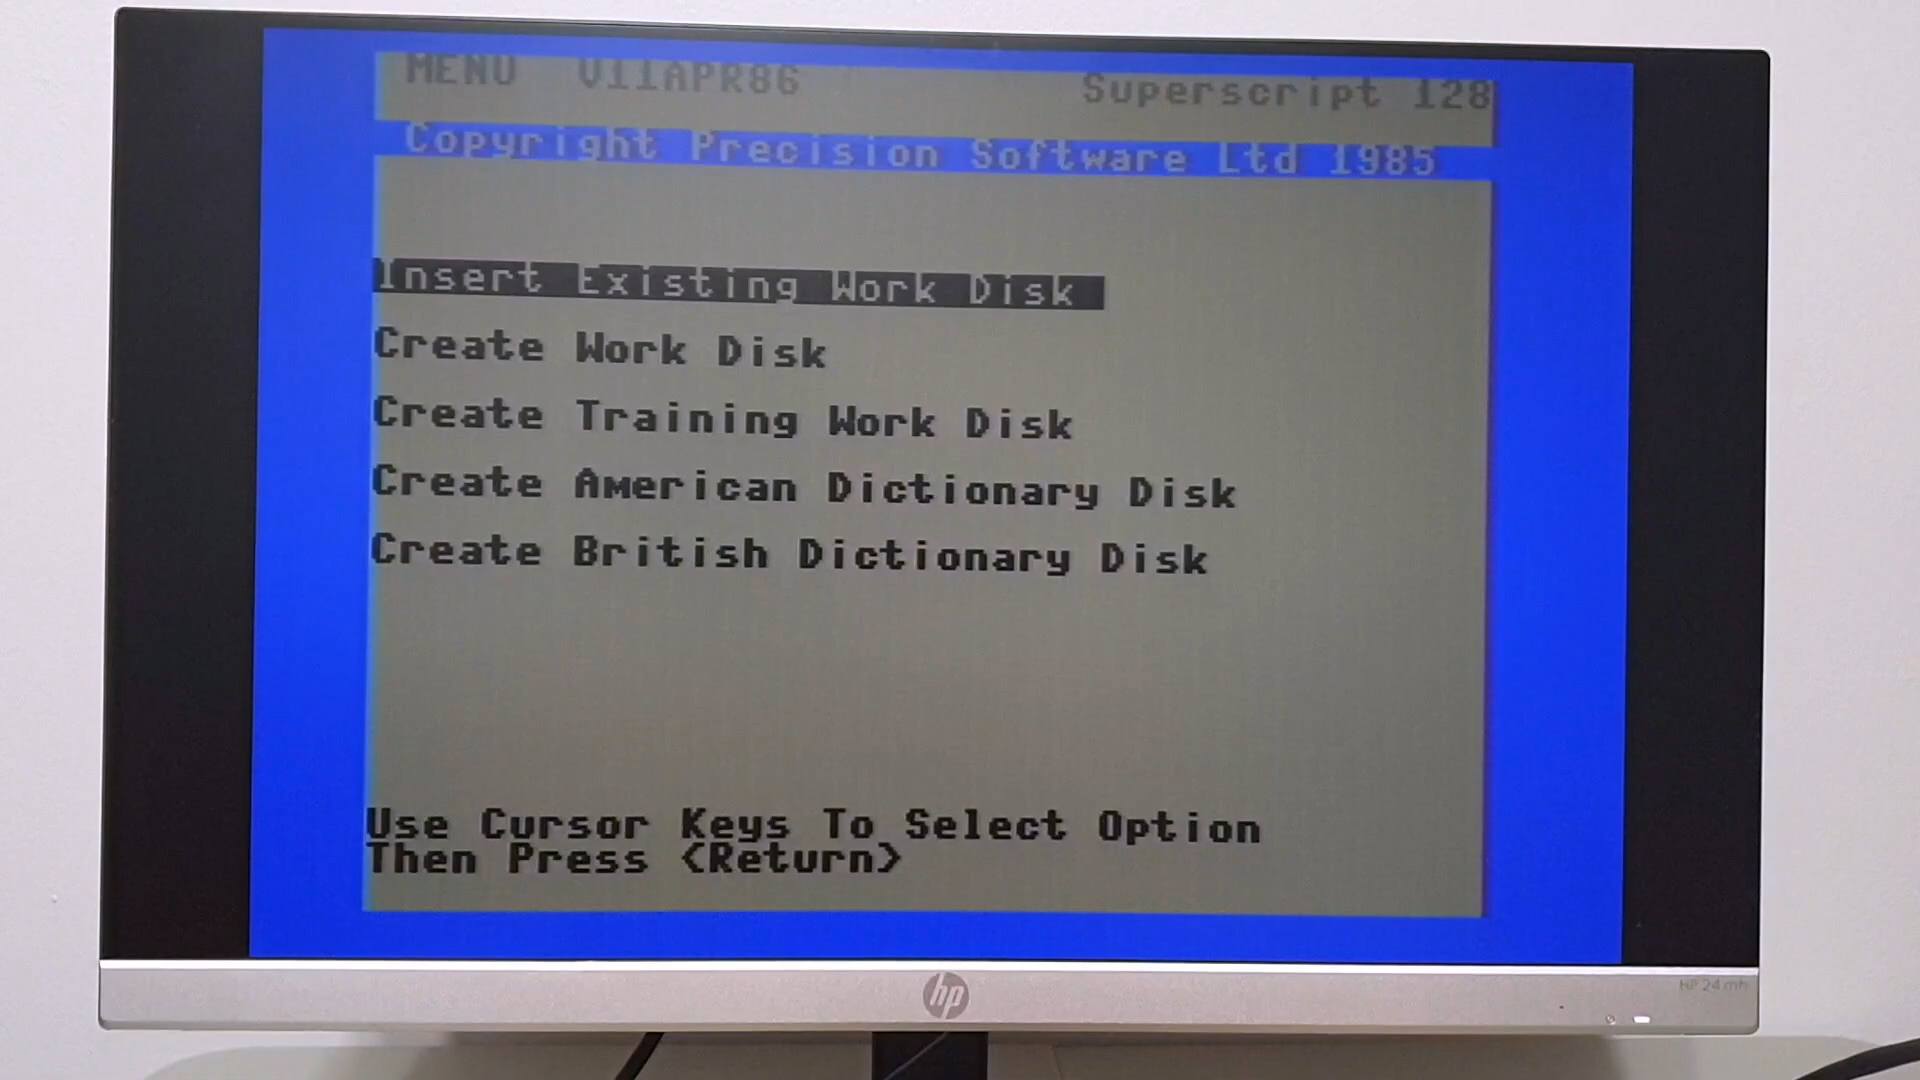 MENU V11APR86 Superscript 128
Copyright Precision Software Ltd 1985
Insert Existing Work Disk
Create Work Disk
Create Training Work Disk
Create American Dictionary Disk
Create British Dictionary Disk
Use Cursor Keys To Select Option
Then Press <Return>
hp
HP 24mh